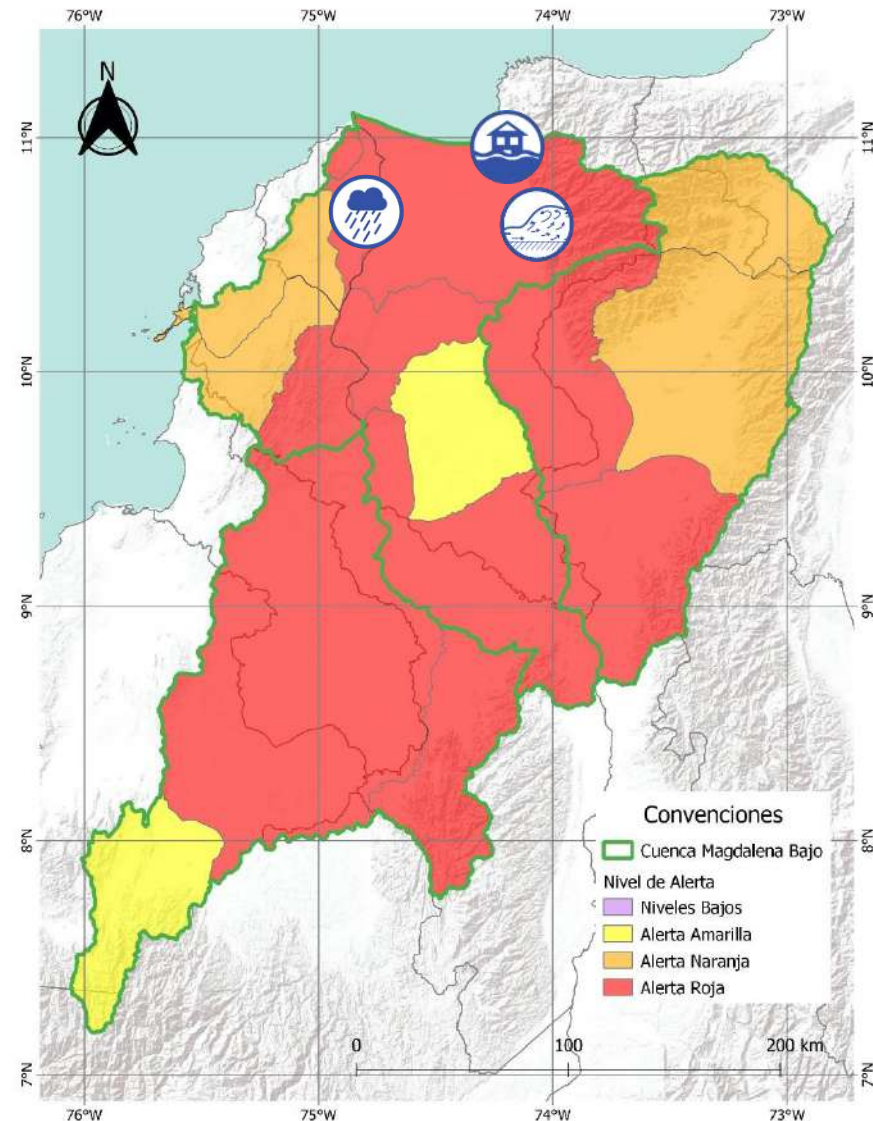 76°W 75°W 74°W 73°W
N
11°N 11°N
10°N 10°N
9°N 9°N
8°N 8°N
7°N 7°N
Convenciones
Cuenca Magdalena Bajo
Nivel de Alerta
Niveles Bajos
Alerta Amarilla
Alerta Naranja
Alerta Roja
0 100 200 km
76°W 75°W 74°W 73°W